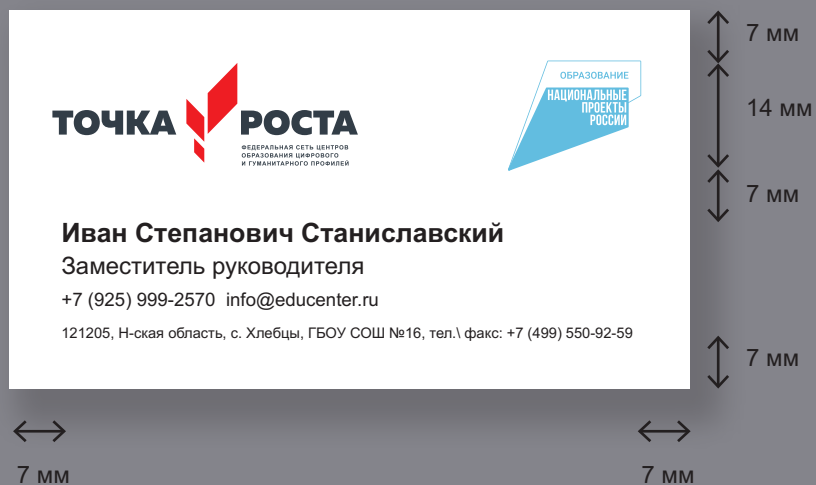 ТОЧКА РОСТА
ФЕДЕРАЛЬНАЯ СЕТЬ ЦЕНТРОВ
ОБРАЗОВАНИЯ ЦИФРОВОГО
И ГУМАНИТАРНОГО ПРОФИЛЕЙ
ОБРАЗОВАНИЕ
НАЦИОНАЛЬНЫЕ
ПРОЕКТЫ
РОССИИ
Иван Степанович Станиславский
Заместитель руководителя
+7 (925) 999-2570 info@educenter.ru
121205, Н-ская область, с. Хлебцы, ГБОУ СОШ №16, тел.\ факс: +7 (499) 550-92-59
7 мм
14 мм
7 мм
7 мм
7 мм
7 мм